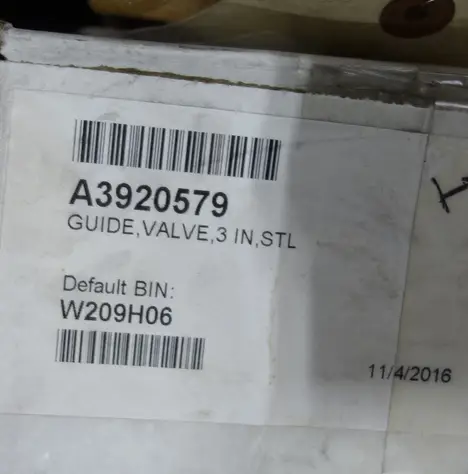 A3920579
GUIDE,VALVE,3 IN,STL
Default BIN:
W209H06
11/4/2016